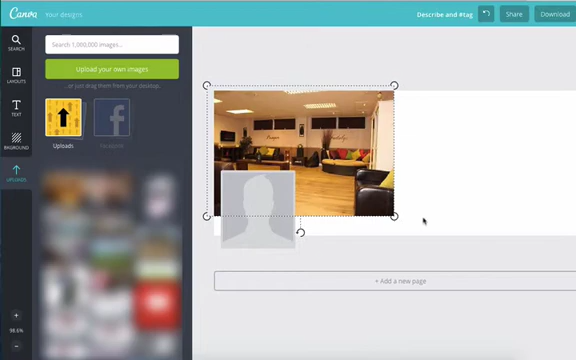 Canva
Your designs
Describe and #tag
Share
Download
SEARCH
Search 1,000,000 images...
Upload your own images
...or just drag them from your desktop.
LAYOUTS
TEXT
Uploads
BKGROUND
UPLOADS
+ Add a new page
98.6%